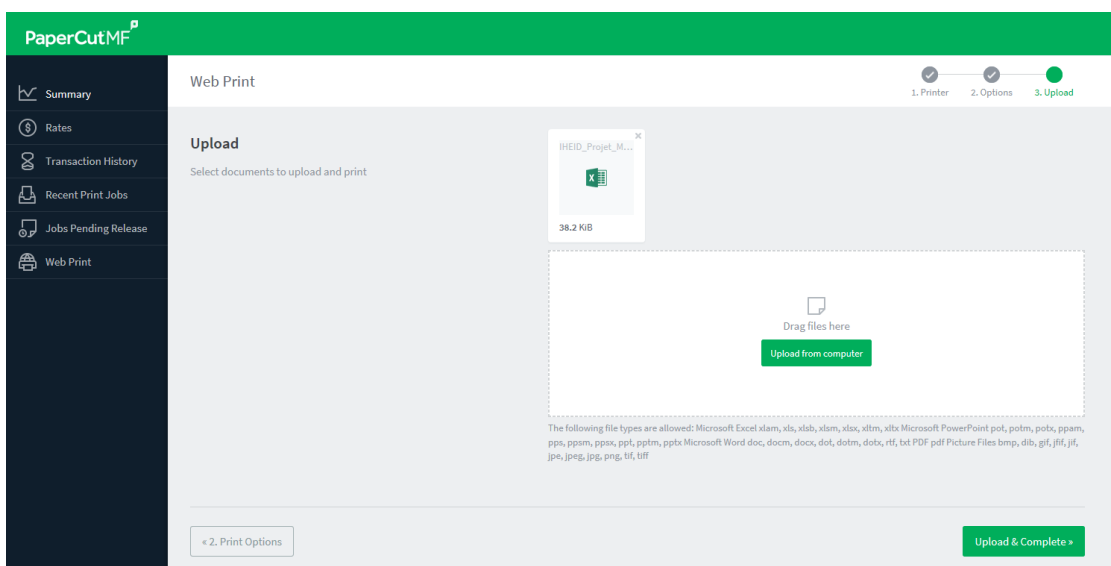 PaperCutMF
Summary
Rates
Transaction History
Recent Print Jobs
Jobs Pending Release
Web Print
Web Print
1. Printer
2. Options
3. Upload
Upload
Select documents to upload and print
IHEID_Projet_M...
38.2 KiB
Drag files here
Upload from computer
The following file types are allowed: Microsoft Excel xlam, xls, xlsb, xlsm, xlsx, xltm, xltx Microsoft PowerPoint pot, potm, potx, ppam,
pps, ppsm, ppsx, ppt, pptm, pptx Microsoft Word doc, docm, docx, dot, dotm, dotx, rtf, txt PDF pdf Picture Files bmp, dib, gif, jfif, jif,
jpe, jpeg, jpg, png, tif, tiff
« 2. Print Options
Upload & Complete »